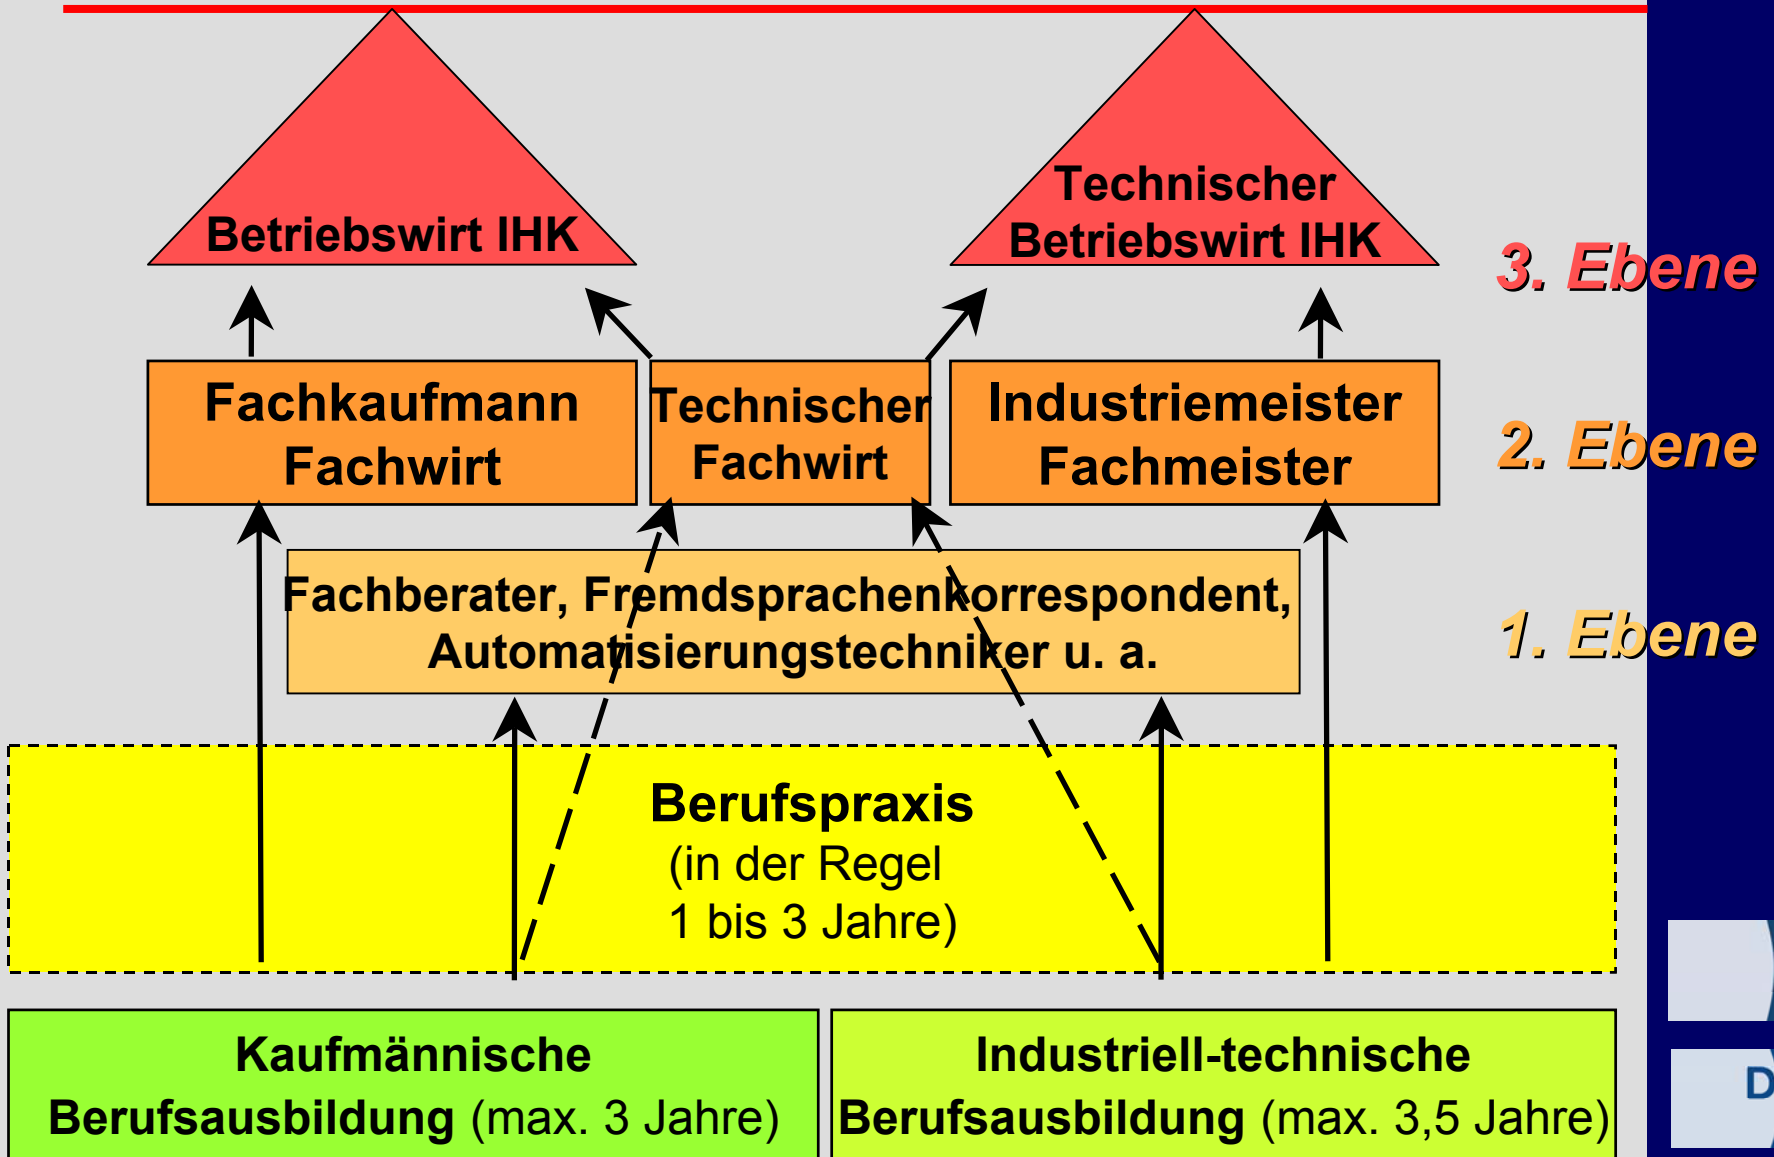 Betriebswirt IHK
Technischer
Betriebswirt IHK
3. Ebene
Fachkaufmann
Fachwirt
Technischer
Fachwirt
Industriemeister
Fachmeister
2. Ebene
Fachberater, Fremdsprachenkorrespondent,
Automatisierungstechniker u. a.
1. Ebene
Berufspraxis
(in der Regel
1 bis 3 Jahre)
Kaufmännische
Berufsausbildung (max. 3 Jahre)
Industriell-technische
Berufsausbildung (max. 3,5 Jahre)
D